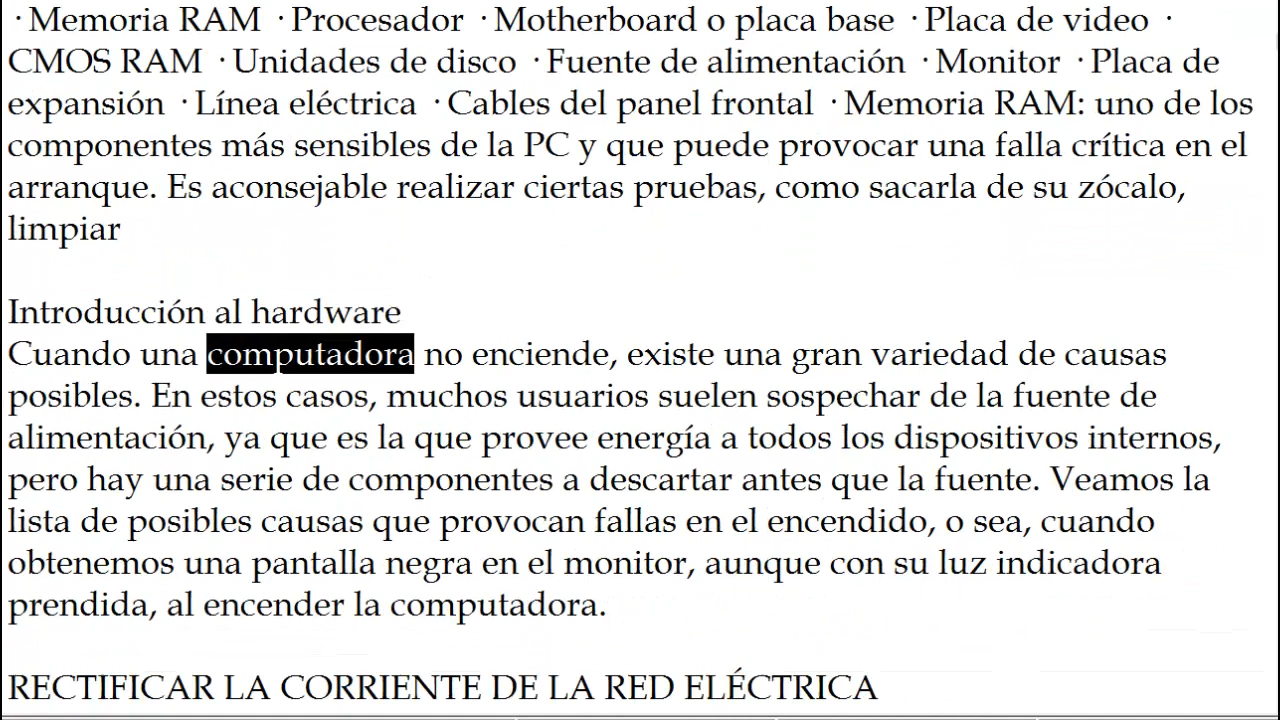 ·Memoria RAM ·Procesador ·Motherboard o placa base ·Placa de video ·
CMOS RAM ·Unidades de disco ·Fuente de alimentación ·Monitor ·Placa de
expansión ·Línea eléctrica ·Cables del panel frontal ·Memoria RAM: uno de los
componentes más sensibles de la PC y que puede provocar una falla crítica en el
arranque. Es aconsejable realizar ciertas pruebas, como sacarla de su zócalo,
limpiar
Introducción al hardware
Cuando una computadora no enciende, existe una gran variedad de causas
posibles. En estos casos, muchos usuarios suelen sospechar de la fuente de
alimentación, ya que es la que provee energía a todos los dispositivos internos,
pero hay una serie de componentes a descartar antes que la fuente. Veamos la
lista de posibles causas que provocan fallas en el encendido, o sea, cuando
obtenemos una pantalla negra en el monitor, aunque con su luz indicadora
prendida, al encender la computadora.
RECTIFICAR LA CORRIENTE DE LA RED ELÉCTRICA